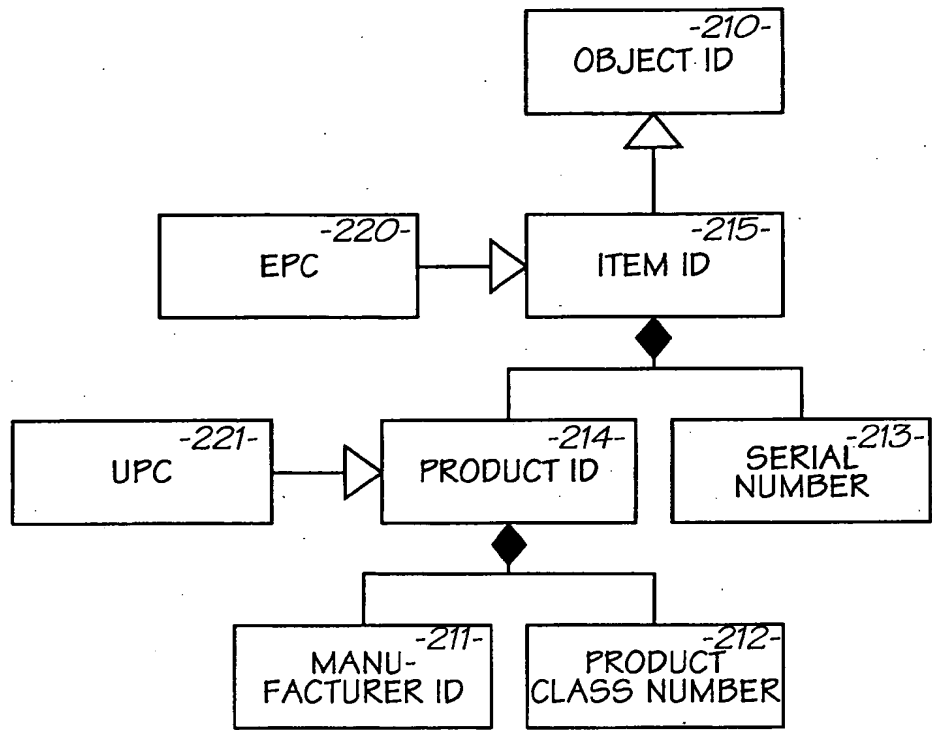 -210-
OBJECT ID
-220-
EPC
-215-
ITEM ID
-221-
UPC
-214-
PRODUCT ID
-213-
SERIAL
NUMBER
-211-
MANU-
FACTURER ID
-212-
PRODUCT
CLASS NUMBER